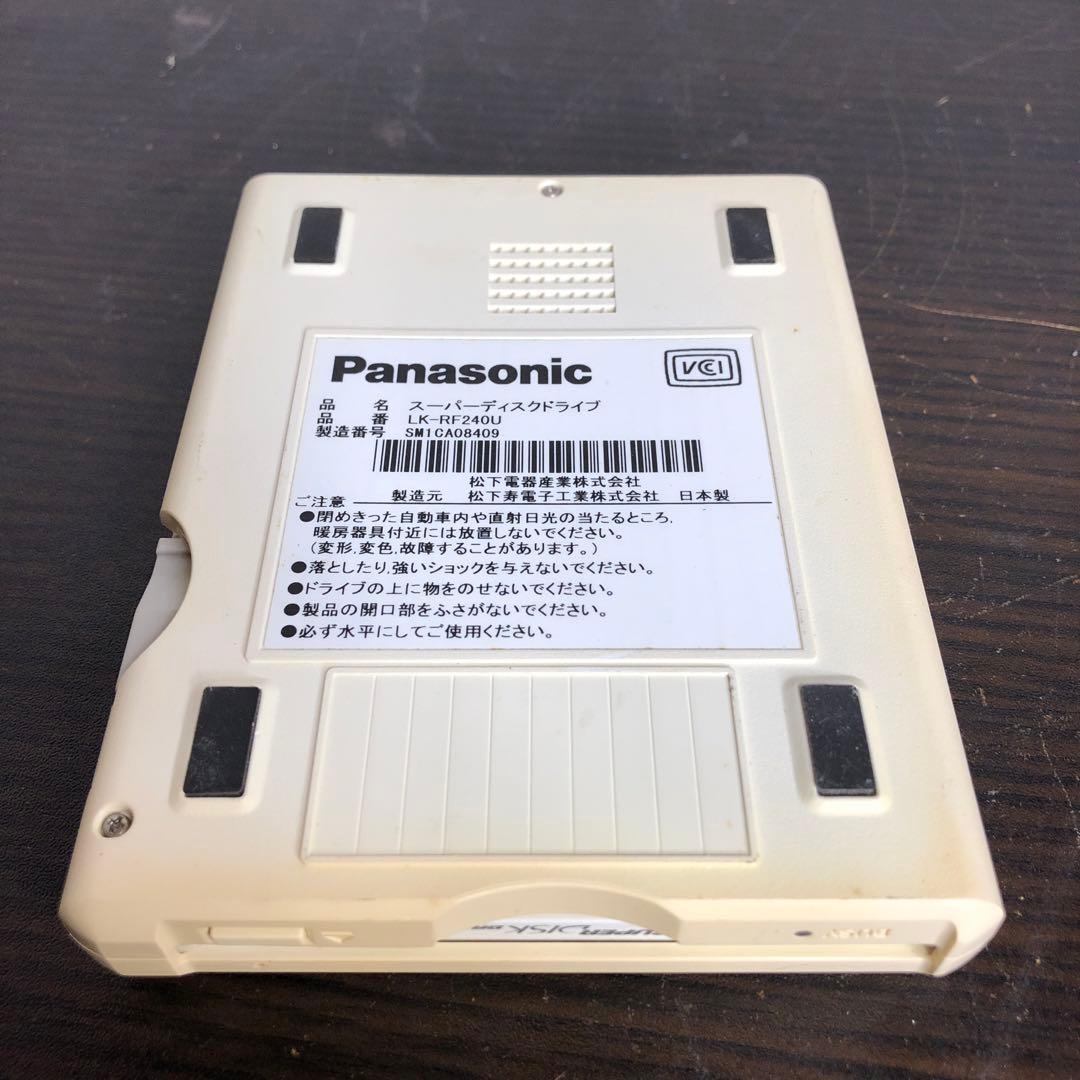 Panasonic
VCCI
品 名 スーパーディスクドライブ
品 番 LK-RF240U
製造番号 SM1CA08409
松下電器産業株式会社
製造元 松下寿電子工業株式会社 日本製
ご注意
●閉めきった自動車内や直射日光の当たるところ,
暖房器具付近には放置しないでください。
(変形,変色,故障することがあります。)
●落としたり,強いショックを与えないでください。
●ドライブの上に物をのせないでください。
●製品の開口部をふさがないでください。
●必ず水平にしてご使用ください。
SUPER DISK
BUSY